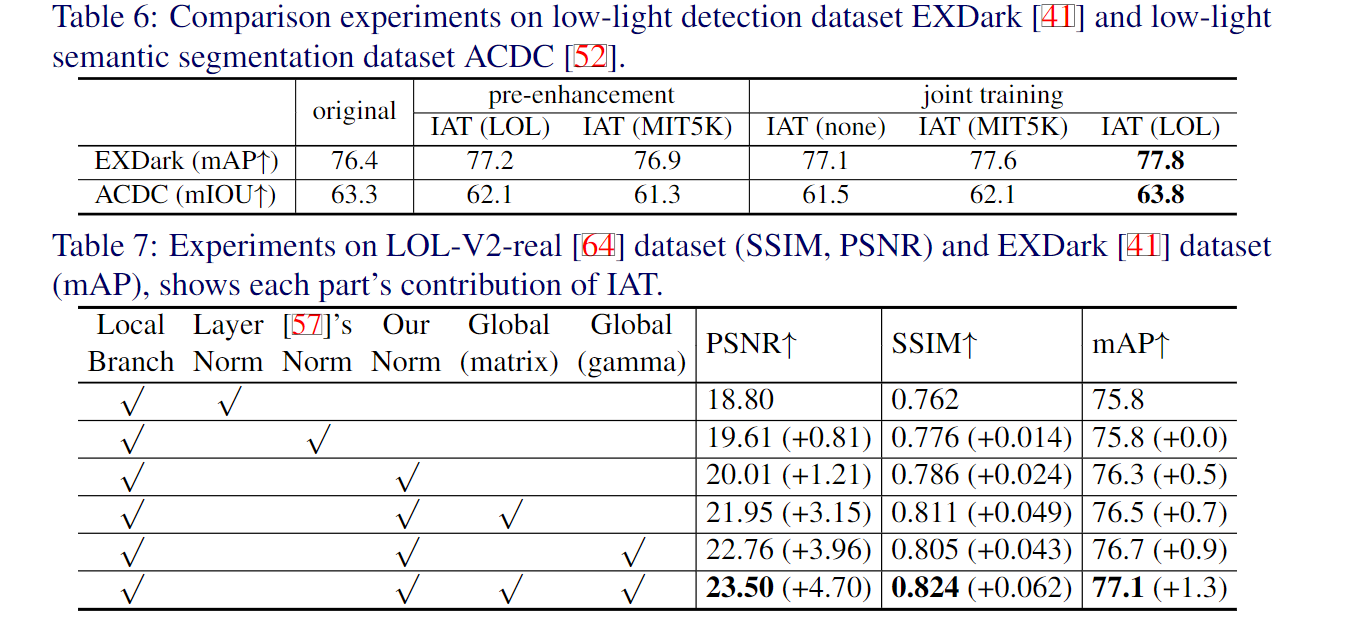 Table 6: Comparison experiments on low-light detection dataset EXDark [41] and low-light
semantic segmentation dataset ACDC [52].
original pre-enhancement joint training
IAT (LOL) IAT (MIT5K) IAT (none) IAT (MIT5K) IAT (LOL)
EXDark (mAP↑) 76.4 77.2 76.9 77.1 77.6 77.8
ACDC (mIOU↑) 63.3 62.1 61.3 61.5 62.1 63.8
Table 7: Experiments on LOL-V2-real [64] dataset (SSIM, PSNR) and EXDark [41] dataset
(mAP), shows each part's contribution of IAT.
Local Layer [57]'s Our Global Global PSNR↑ SSIM↑ mAP↑
Branch Norm Norm Norm (matrix) (gamma)
✓ ✓ 18.80 0.762 75.8
✓ ✓ 19.61 (+0.81) 0.776 (+0.014) 75.8 (+0.0)
✓ ✓ 20.01 (+1.21) 0.786 (+0.024) 76.3 (+0.5)
✓ ✓ ✓ 21.95 (+3.15) 0.811 (+0.049) 76.5 (+0.7)
✓ ✓ ✓ 22.76 (+3.96) 0.805 (+0.043) 76.7 (+0.9)
✓ ✓ ✓ ✓ 23.50 (+4.70) 0.824 (+0.062) 77.1 (+1.3)